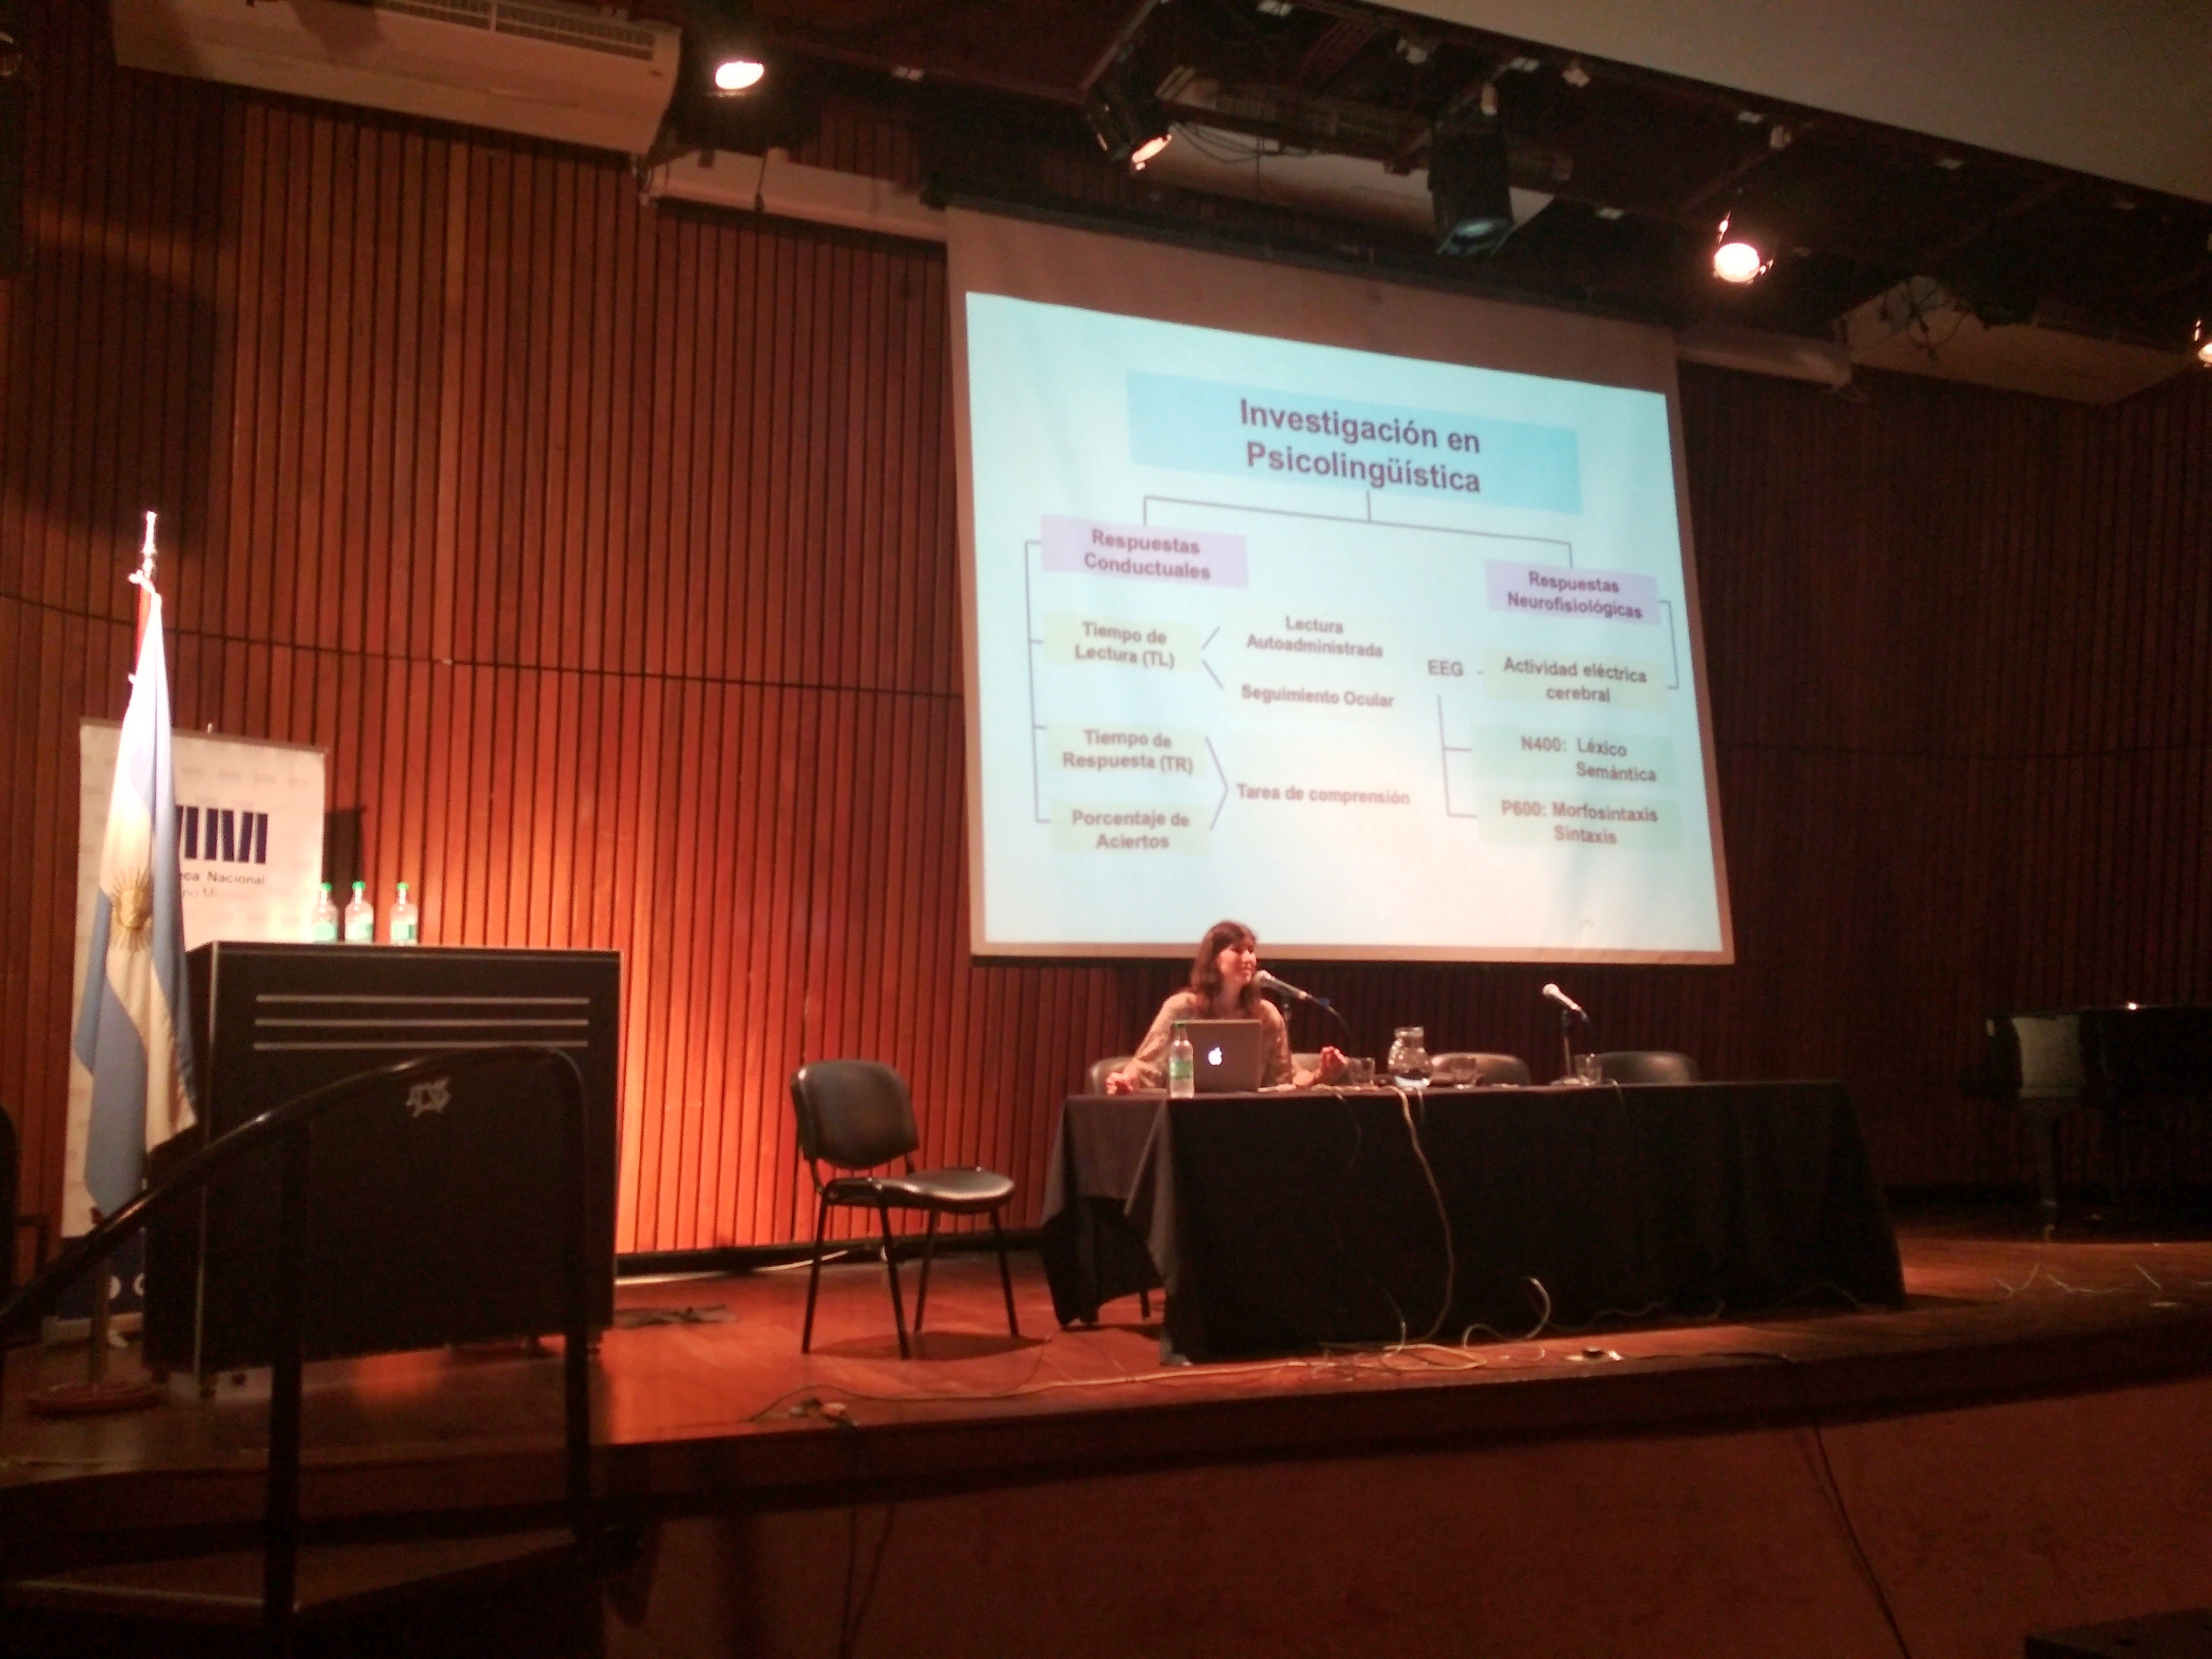 Investigación en
Psicolingüística
Respuestas
Conductuales
Respuestas
Neurofisiológicas
Tiempo de
Lectura (TL)
Lectura
Autoadministrada
Seguimiento Ocular
EEG - Actividad eléctrica
cerebral
Tiempo de
Respuesta (TR)
Porcentaje de
Aciertos
Tarea de comprensión
N400: Léxico
Semántica
P600: Morfosintaxis
Sintaxis
Nacional